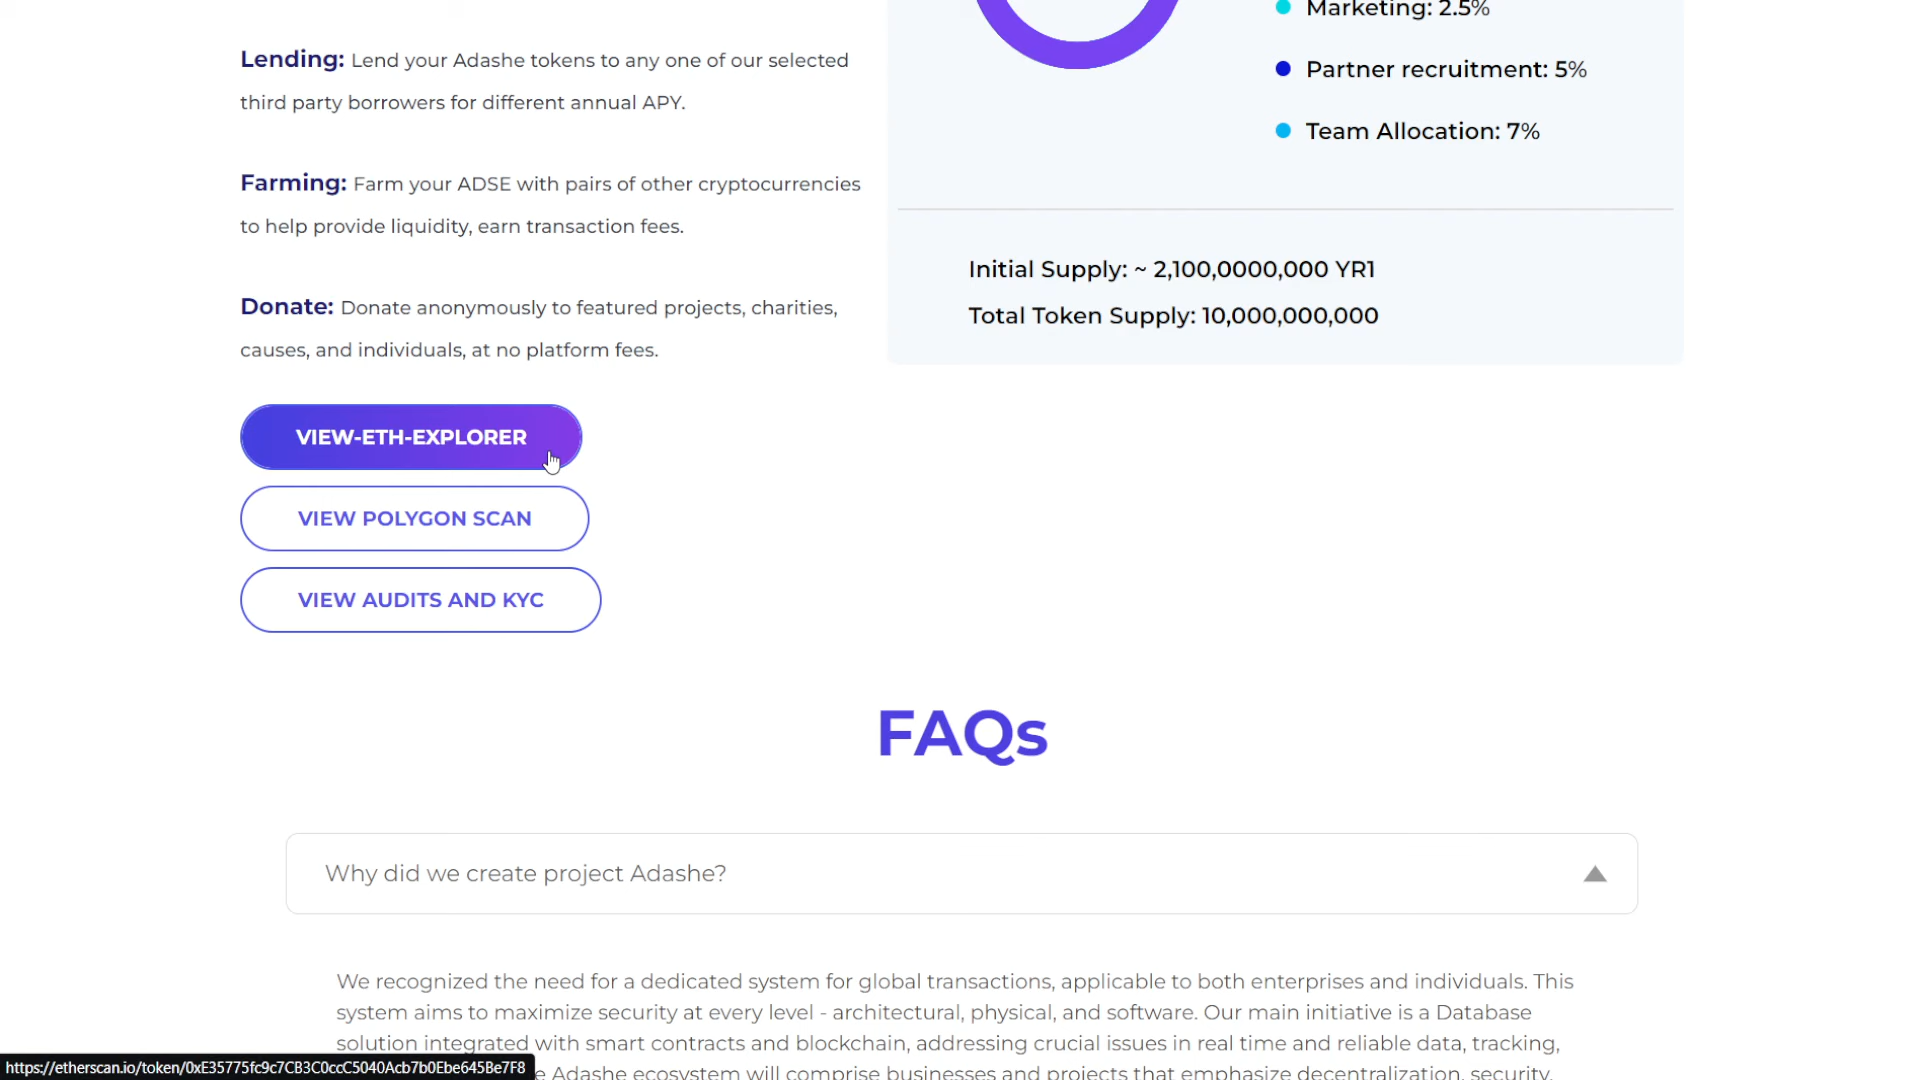 Lending: Lend your Adashe tokens to any one of our selected
third party borrowers for different annual APY.
Farming: Farm your ADSE with pairs of other cryptocurrencies
to help provide liquidity, earn transaction fees.
Donate: Donate anonymously to featured projects, charities,
causes, and individuals, at no platform fees.
VIEW-ETH-EXPLORER
VIEW POLYGON SCAN
VIEW AUDITS AND KYC
Marketing: 2.5%
Partner recruitment: 5%
Team Allocation: 7%
Initial Supply: ~ 2,100,0000,000 YR1
Total Token Supply: 10,000,000,000
FAQs
Why did we create project Adashe?
We recognized the need for a dedicated system for global transactions, applicable to both enterprises and individuals. This
system aims to maximize security at every level - architectural, physical, and software. Our main initiative is a Database
solution integrated with smart contracts and blockchain, addressing crucial issues in real time and reliable data, tracking,
Adashe ecosystem will comprise businesses and projects that emphasize decentralization, security,
https://etherscan.io/token/0xE35775fc9c7CB3C0ccC5040Acb7b0Ebe645Be7F8